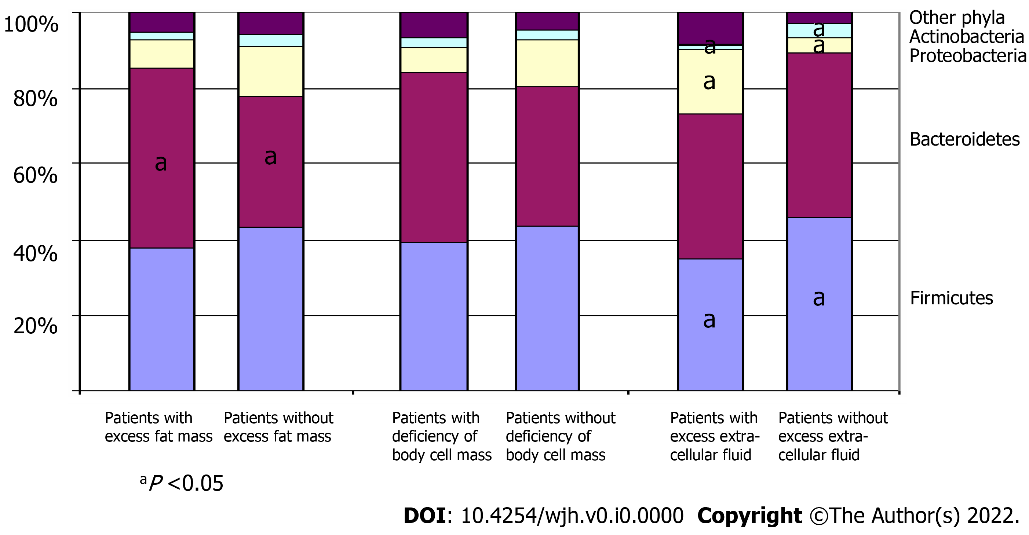 100%
80%
60%
40%
20%
a
a
a
a
a
a
a
a
Other phyla
Actinobacteria
Proteobacteria
Bacteroidetes
Firmicutes
Patients with
excess fat mass
Patients without
excess fat mass
Patients with
deficiency of
body cell mass
Patients without
deficiency of
body cell mass
Patients with
excess extra-
cellular fluid
Patients without
excess extra-
cellular fluid
aP <0.05
DOI: 10.4254/wjh.v0.i0.0000 Copyright ©The Author(s) 2022.